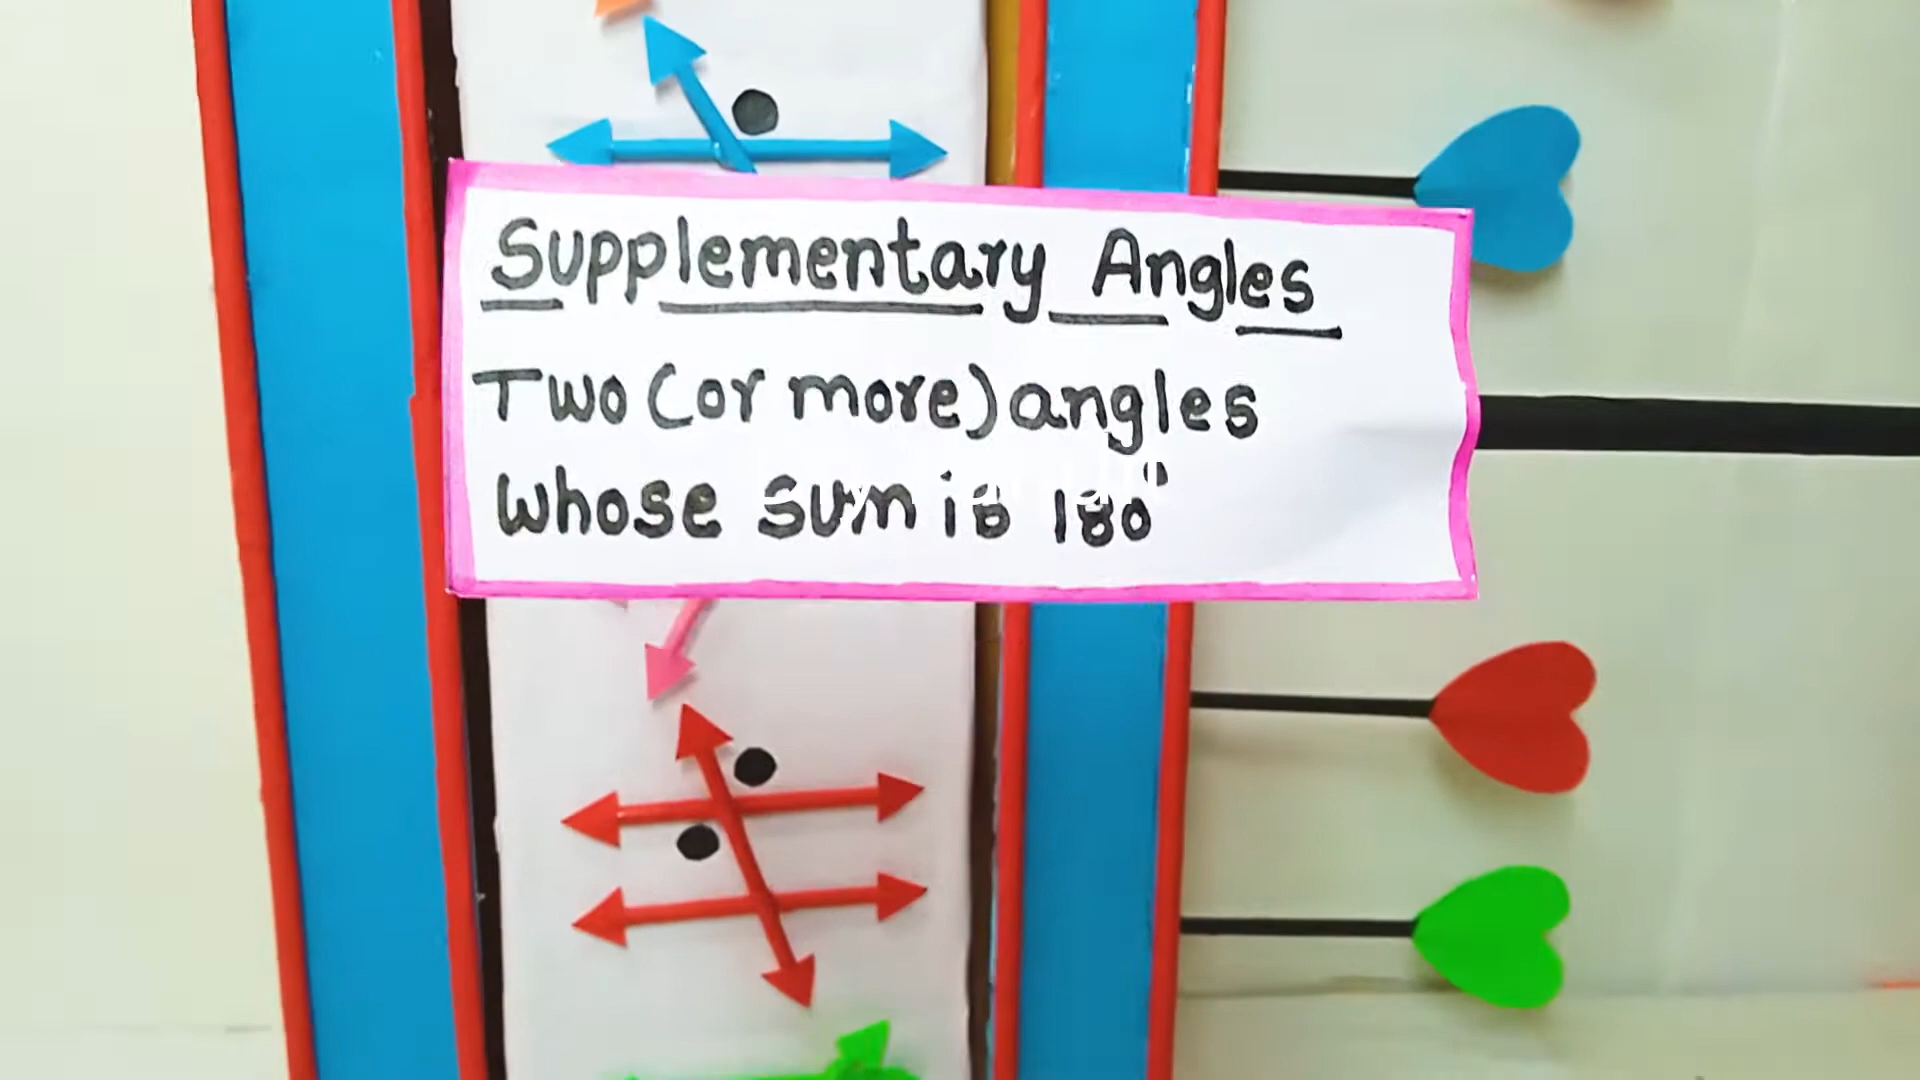 Supplementary Angles
Two (or more) angles
whose sum is 180°